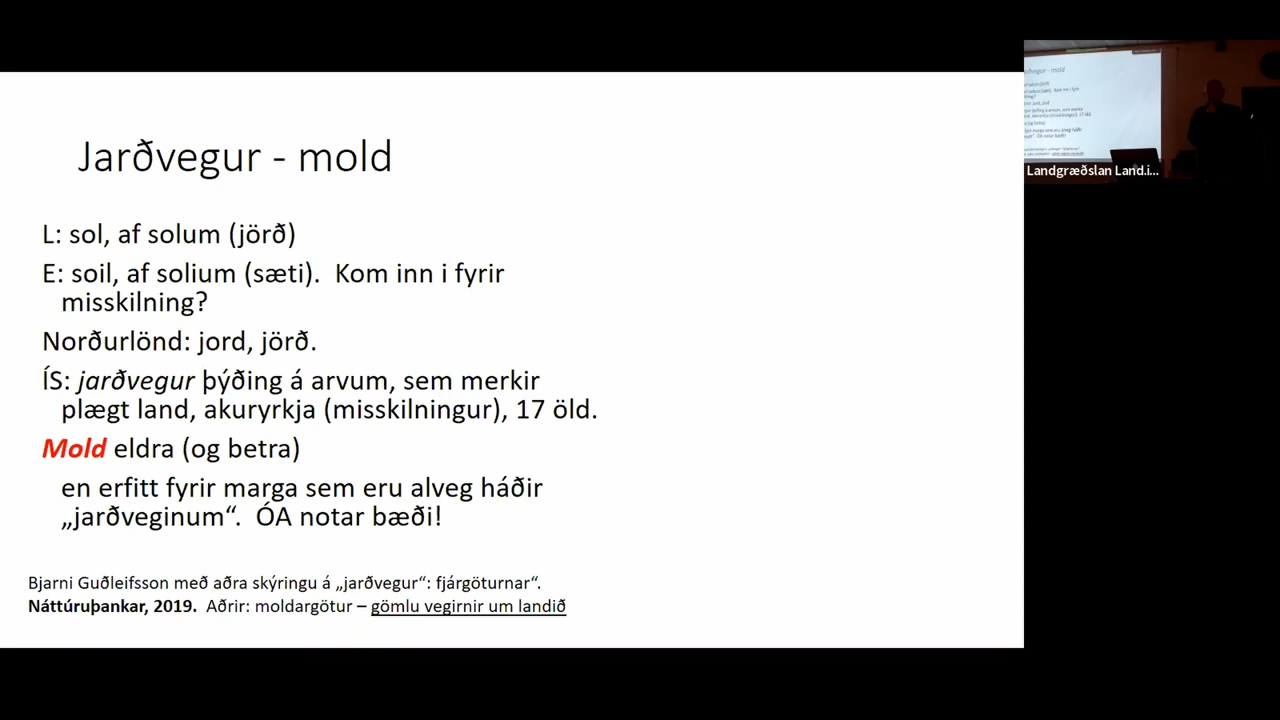 Jarðvegur - mold
L: sol, af solum (jörð)
E: soil, af solium (sæti).  Kom inn i fyrir
misskilning?
Norðurlönd: jord, jörð.
ÍS: jarðvegur þýðing á arvum, sem merkir
plægt land, akuryrkja (misskilningur), 17 öld.
Mold eldra (og betra)
en erfitt fyrir marga sem eru alveg háðir
„jarðveginum“.  ÓA notar bæði!
Bjarni Guðleifsson með aðra skýringu á „jarðvegur“: fjárgöturnar“.
Náttúruþankar, 2019.  Aðrir: moldargötur – gömlu vegirnir um landið
Landgræðslan Land.i...